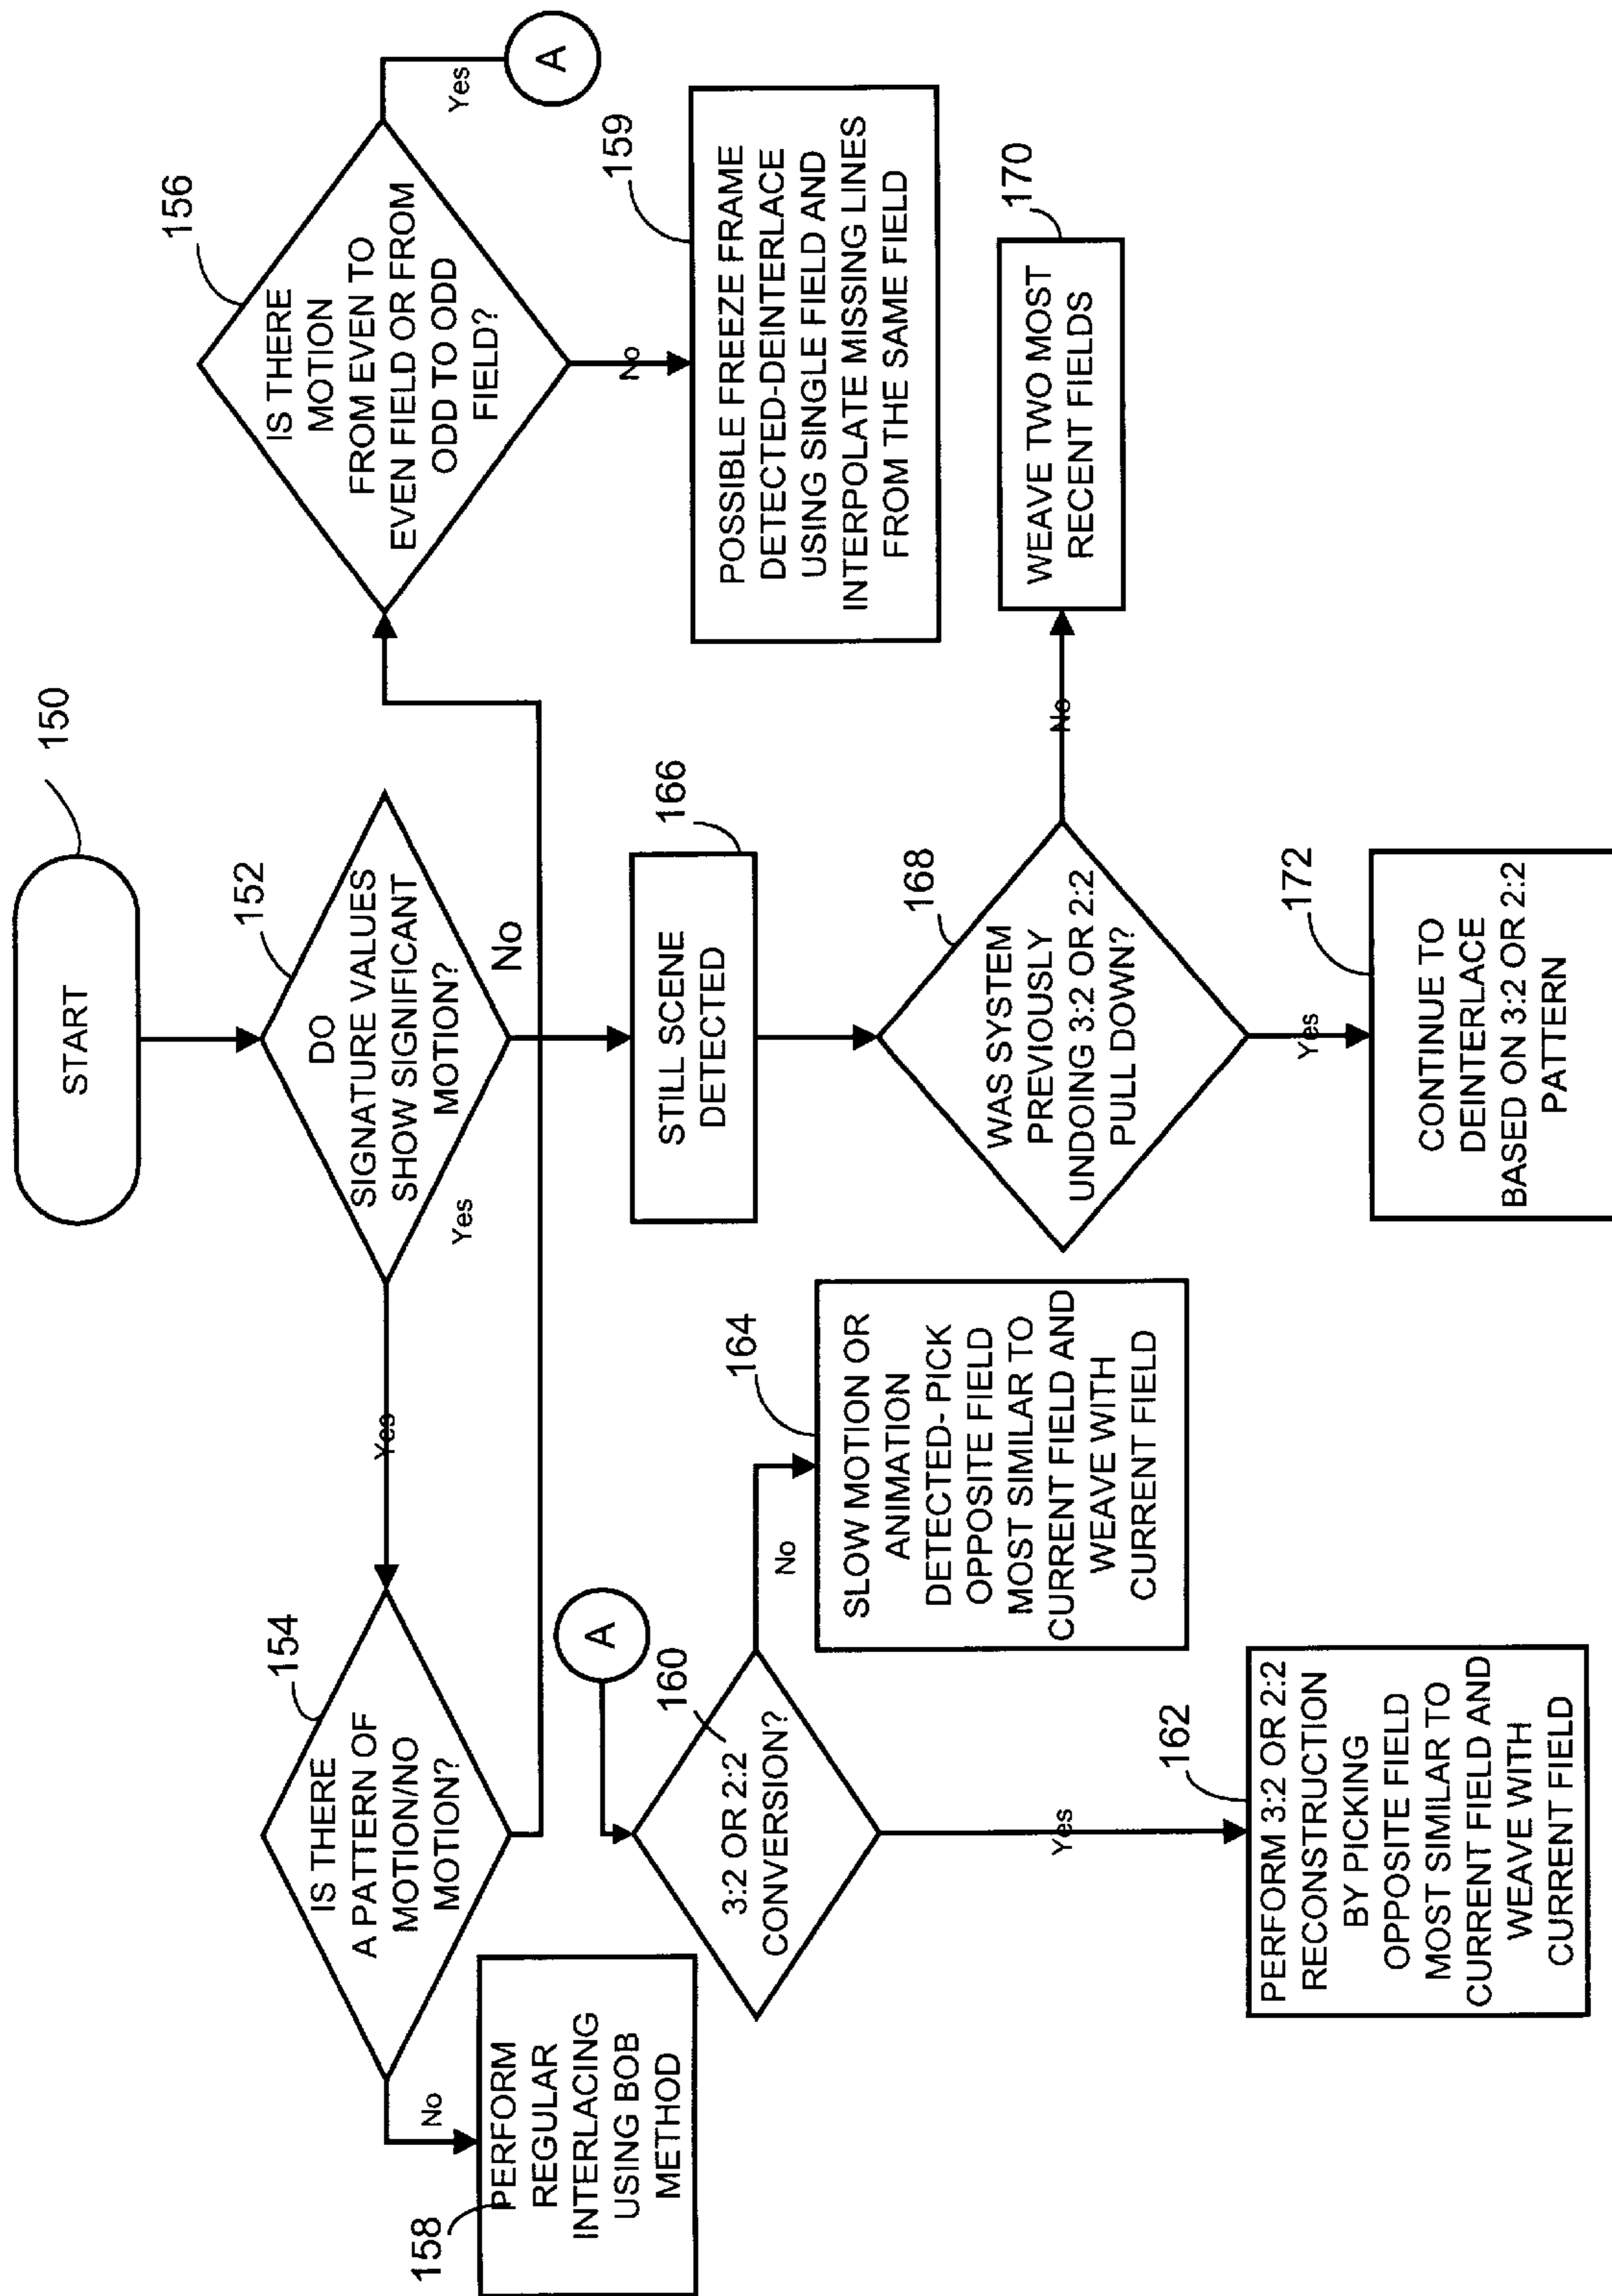 START
150
DO
SIGNATURE VALUES
SHOW SIGNIFICANT
MOTION?
152
Yes
Yes
No
IS THERE
A PATTERN OF
MOTION/NO
MOTION?
154
No
PERFORM
REGULAR
INTERLACING
USING BOB
METHOD
158
IS THERE
MOTION
FROM EVEN TO
EVEN FIELD OR FROM
ODD TO ODD
FIELD?
156
Yes
A
No
POSSIBLE FREEZE FRAME
DETECTED-DEINTERLACE
USING SINGLE FIELD AND
INTERPOLATE MISSING LINES
FROM THE SAME FIELD
159
A
3:2 OR 2:2
CONVERSION?
160
No
SLOW MOTION OR
ANIMATION
DETECTED- PICK
OPPOSITE FIELD
MOST SIMILAR TO
CURRENT FIELD AND
WEAVE WITH
CURRENT FIELD
164
Yes
PERFORM 3:2 OR 2:2
RECONSTRUCTION
BY PICKING
OPPOSITE FIELD
MOST SIMILAR TO
CURRENT FIELD AND
WEAVE WITH
CURRENT FIELD
162
STILL SCENE
DETECTED
166
WAS SYSTEM
PREVIOUSLY
UNDOING 3:2 OR 2:2
PULL DOWN?
168
No
WEAVE TWO MOST
RECENT FIELDS
170
Yes
CONTINUE TO
DEINTERLACE
BASED ON 3:2 OR 2:2
PATTERN
172